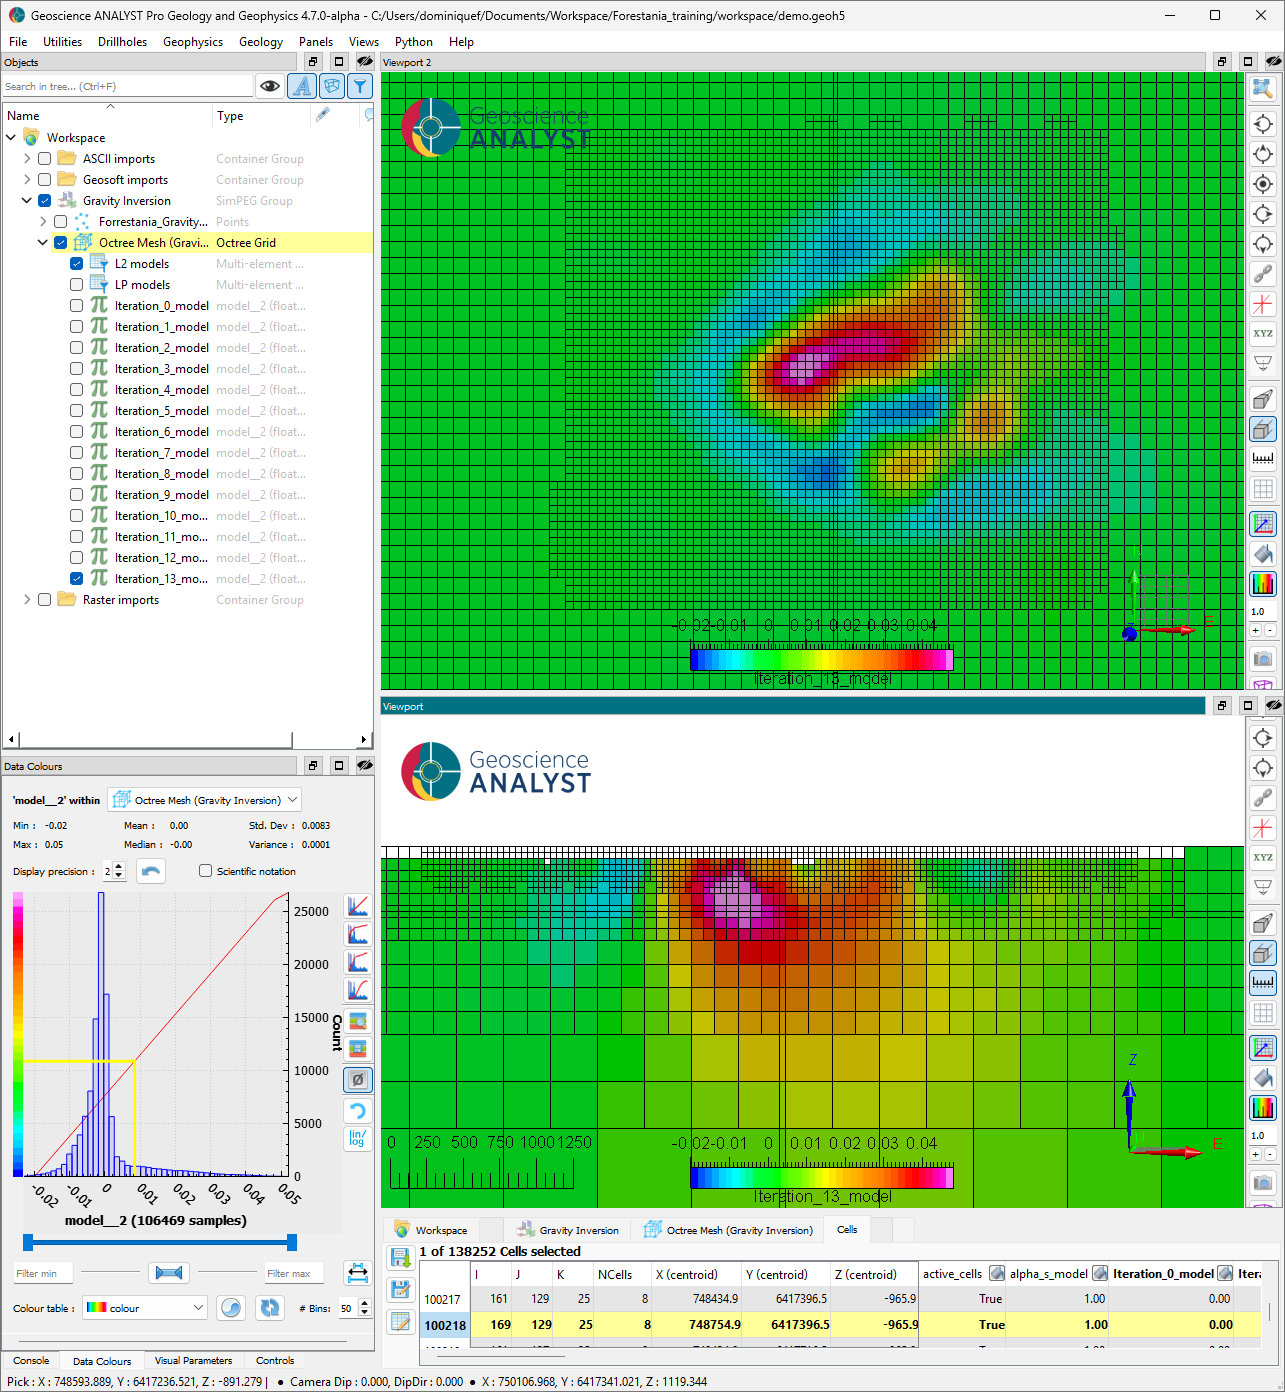 Geoscience ANALYST Pro Geology and Geophysics 4.7.0-alpha - C:/Users/dominiquef/Documents/Workspace/Forestania_training/workspace/demo.geoh5
File Utilities Drillholes Geophysics Geology Panels Views Python Help
Objects
Search in tree... (Ctrl+F)
Name Type
Workspace
ASCII imports Container Group
Geosoft imports Container Group
Gravity Inversion SimPEG Group
Forrestania_Gravity... Points
Octree Mesh (Gravi... Octree Grid
L2 models Multi-element ...
LP models Multi-element ...
Iteration_0_model model__2 (float...
Iteration_1_model model__2 (float...
Iteration_2_model model__2 (float...
Iteration_3_model model__2 (float...
Iteration_4_model model__2 (float...
Iteration_5_model model__2 (float...
Iteration_6_model model__2 (float...
Iteration_7_model model__2 (float...
Iteration_8_model model__2 (float...
Iteration_9_model model__2 (float...
Iteration_10_mo... model__2 (float...
Iteration_11_mo... model__2 (float...
Iteration_12_mo... model__2 (float...
Iteration_13_mo... model__2 (float...
Raster imports Container Group
Viewport 2
Geoscience
ANALYST
-0.02 -0.01 0 0.01 0.02 0.03 0.04
Iteration_13_model
N
E
XYZ
1.0
+ -
Viewport
Geoscience
ANALYST
0 250 500 750 1000 1250
-0.02 -0.01 0 0.01 0.02 0.03 0.04
Iteration_13_model
Z
E
XYZ
1.0
+ -
Data Colours
'model__2' within Octree Mesh (Gravity Inversion)
Min : -0.02 Mean : 0.00 Std. Dev : 0.0083
Max : 0.05 Median : -0.00 Variance : 0.0001
Display precision : 2 Scientific notation
25000
20000
15000
10000
5000
0
Count
-0.02 -0.01 0 0.01 0.02 0.03 0.04 0.05
model__2 (106469 samples)
lin/
log
Filter min Filter max
Colour table : colour # Bins: 50
Console Data Colours Visual Parameters Controls
Workspace Gravity Inversion Octree Mesh (Gravity Inversion) Cells
1 of 138252 Cells selected
I J K NCells X (centroid) Y (centroid) Z (centroid) active_cells alpha_s_model Iteration_0_model Itera
100217 161 129 25 8 748434.9 6417396.5 -965.9 True 1.00 0.00
100218 169 129 25 8 748754.9 6417396.5 -965.9 True 1.00 0.00
Pick : X : 748593.889, Y : 6417236.521, Z : -891.279 | ● Camera Dip : 0.000, DipDir : 0.000 ● X : 750106.968, Y : 6417341.021, Z : 1119.344